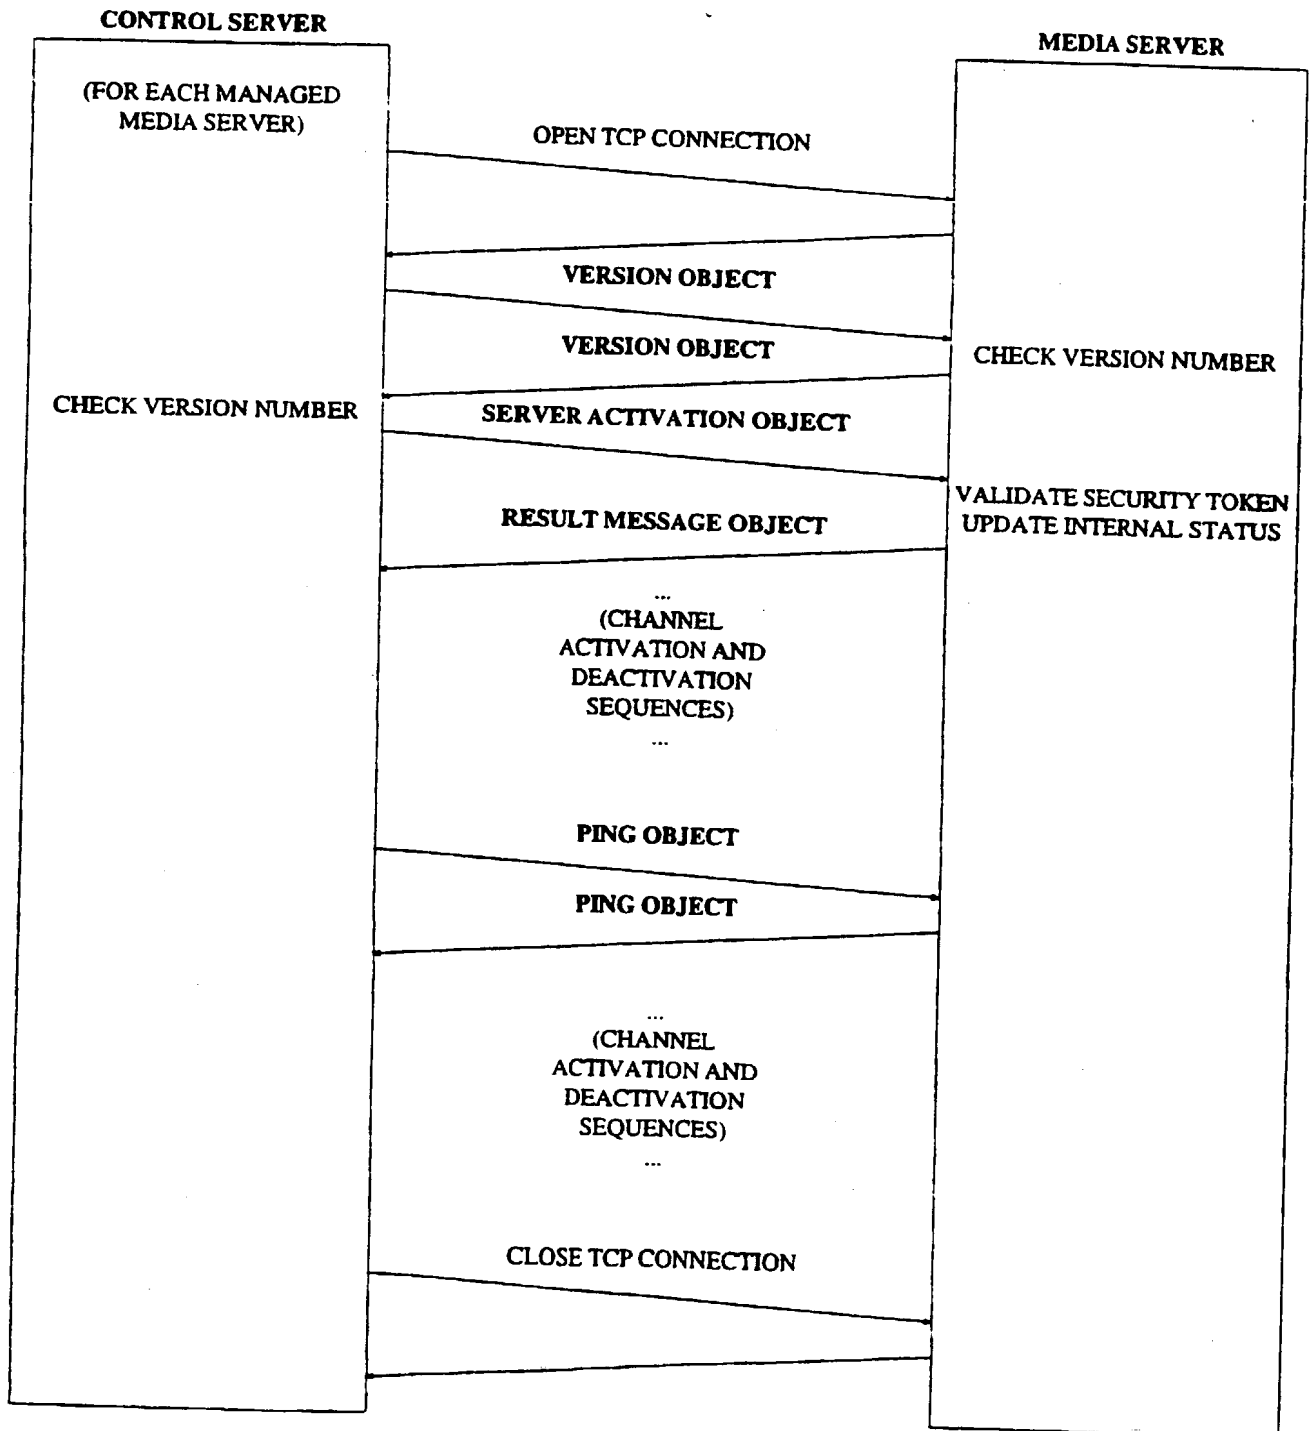 CONTROL SERVER
MEDIA SERVER
(FOR EACH MANAGED
MEDIA SERVER)
OPEN TCP CONNECTION
VERSION OBJECT
VERSION OBJECT
CHECK VERSION NUMBER
CHECK VERSION NUMBER
SERVER ACTIVATION OBJECT
VALIDATE SECURITY TOKEN
UPDATE INTERNAL STATUS
RESULT MESSAGE OBJECT
...
(CHANNEL
ACTIVATION AND
DEACTIVATION
SEQUENCES)
...
PING OBJECT
PING OBJECT
...
(CHANNEL
ACTIVATION AND
DEACTIVATION
SEQUENCES)
...
CLOSE TCP CONNECTION